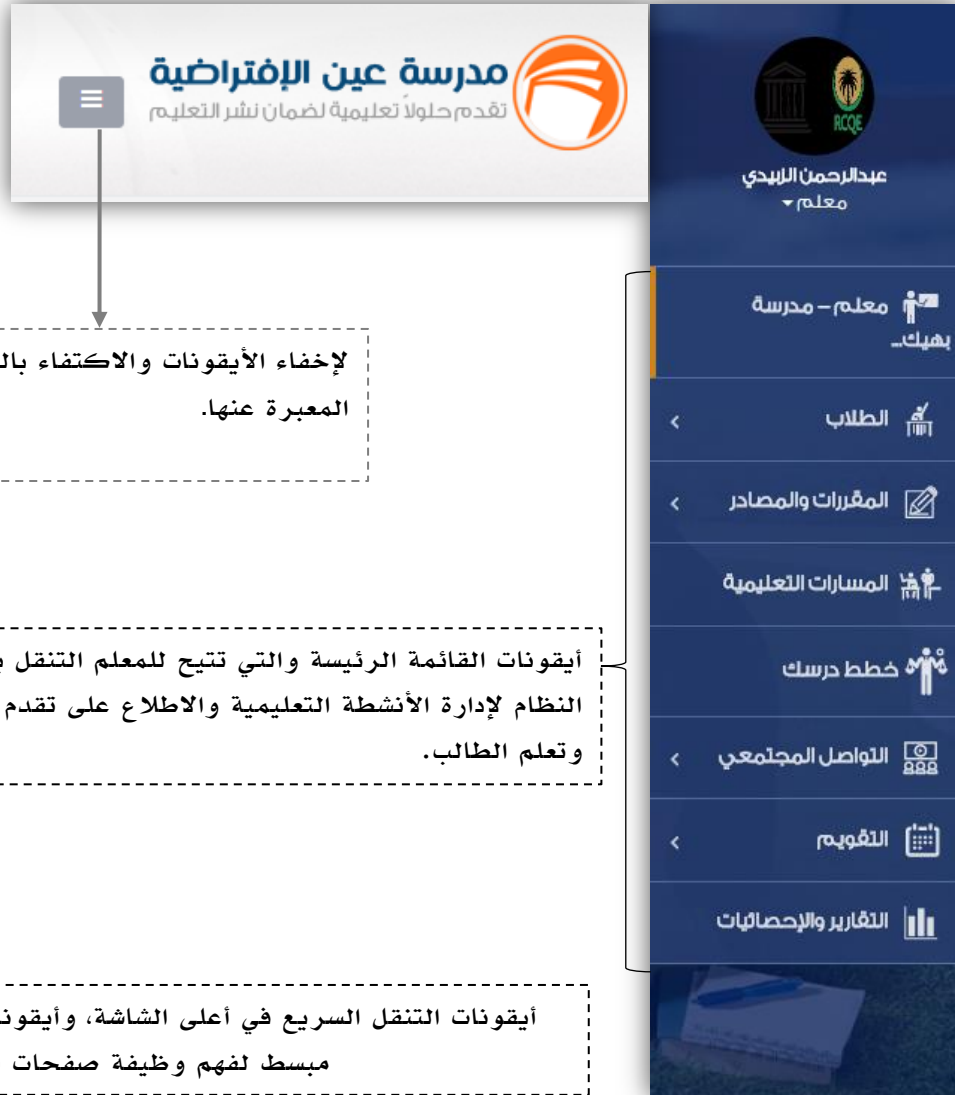 مدرسة عين الإفتراضية
تقدم حلولاً تعليمية لضمان نشر التعليم
RCQE
عبدالرحمن الزبيدي
معلم
معلم – مدرسة
بهيك...
الطلاب
المقررات والمصادر
المسارات التعليمية
خطط درسك
التواصل المجتمعي
التقويم
التقارير والإحصائيات
لإخفاء الأيقونات والاكتفاء
المعبرة عنها.
أيقونات القائمة الرئيسة والتي تتيح للمعلم التنقل
النظام لإدارة الأنشطة التعليمية والاطلاع على تقدم
وتعلم الطالب.
أيقونات التنقل السريع في أعلى الشاشة،
مبسط لفهم وظيفة صفحات